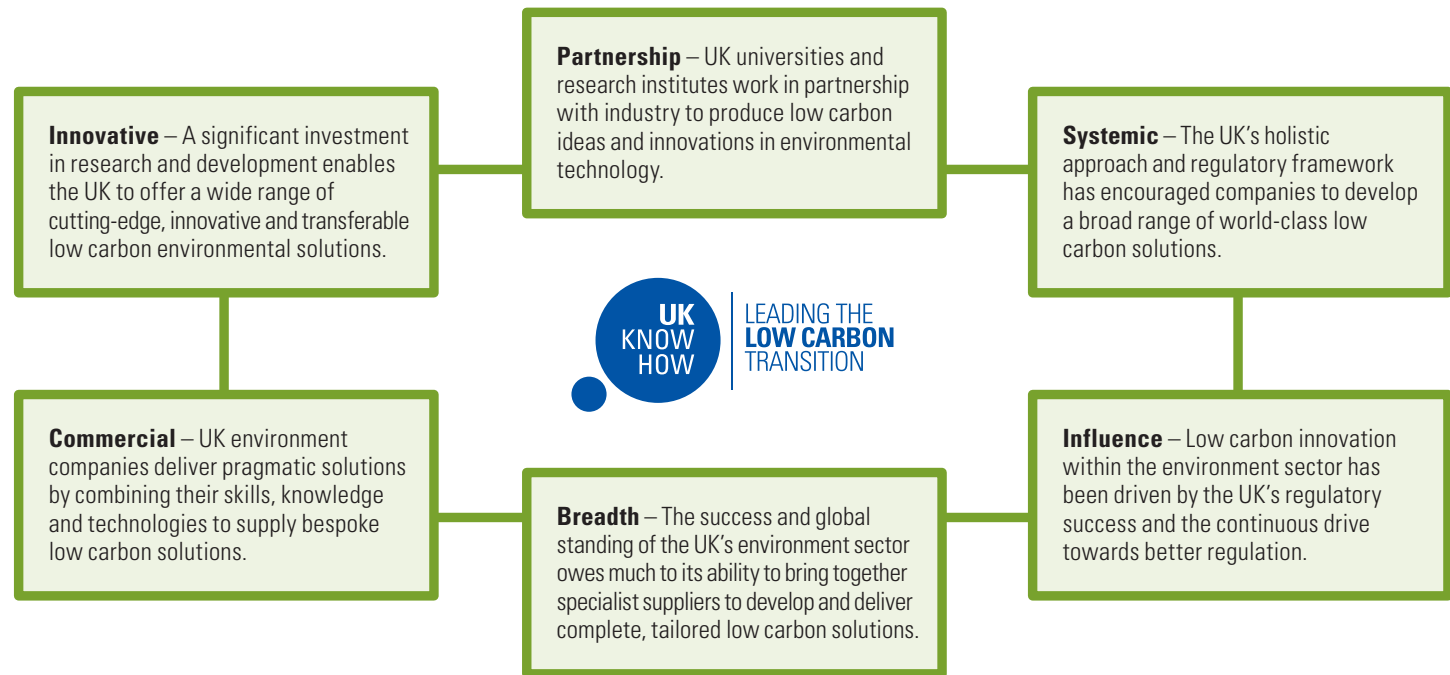 Partnership – UK universities and
research institutes work in partnership
with industry to produce low carbon
ideas and innovations in environmental
technology.
Innovative – A significant investment
in research and development enables
the UK to offer a wide range of
cutting-edge, innovative and transferable
low carbon environmental solutions.
Systemic – The UK’s holistic
approach and regulatory framework
has encouraged companies to develop
a broad range of world-class low
carbon solutions.
UK
KNOW
HOW
LEADING THE
LOW CARBON
TRANSITION
Commercial – UK environment
companies deliver pragmatic solutions
by combining their skills, knowledge
and technologies to supply bespoke
low carbon solutions.
Breadth – The success and global
standing of the UK’s environment sector
owes much to its ability to bring together
specialist suppliers to develop and deliver
complete, tailored low carbon solutions.
Influence – Low carbon innovation
within the environment sector has
been driven by the UK’s regulatory
success and the continuous drive
towards better regulation.